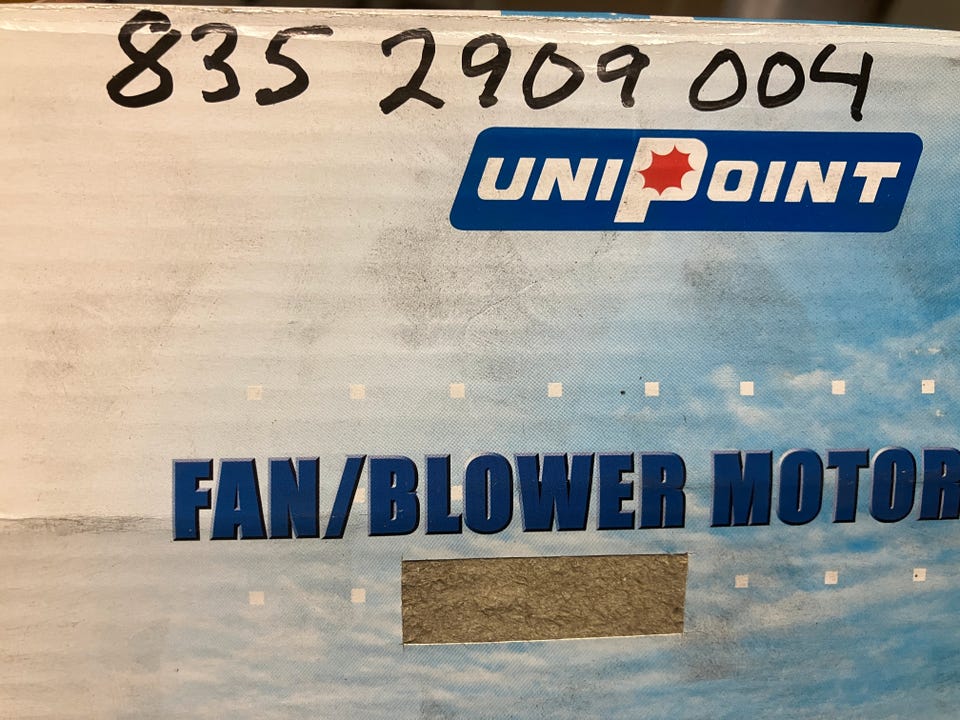 835 2909 004
UNIPOINT
FAN/BLOWER MOTOR